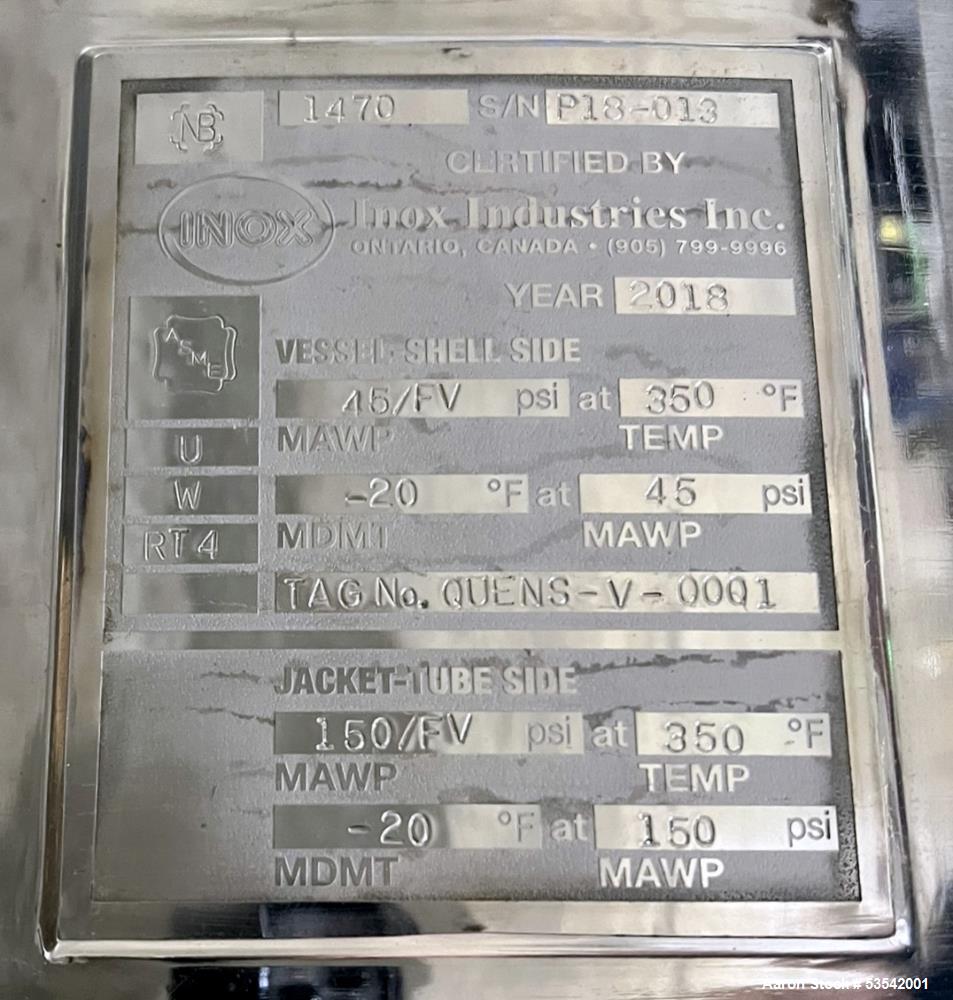 NB 1470 S/N P18-013
CERTIFIED BY
INOX Inox Industries Inc.
ONTARIO, CANADA • (905) 799-9996
YEAR 2018
ASME
VESSEL-SHELL SIDE
45/FV psi at 350 °F
U MAWP TEMP
W -20 °F at 45 psi
RT4 MDMT MAWP
TAG No. QUENS-V-0001
JACKET-TUBE SIDE
150/FV psi at 350 °F
MAWP TEMP
-20 °F at 150 psi
MDMT MAWP
Aaron Stock # 53542001